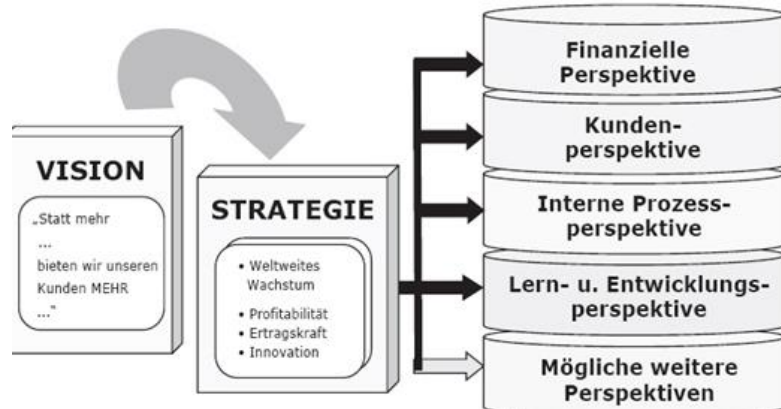 VISION
„Statt mehr
...
bieten wir unseren
Kunden MEHR
...“
STRATEGIE
• Weltweites
Wachstum
• Profitabilität
• Ertragskraft
• Innovation
Finanzielle
Perspektive
Kunden-
perspektive
Interne Prozess-
perspektive
Lern- u. Entwicklungs-
perspektive
Mögliche weitere
Perspektiven